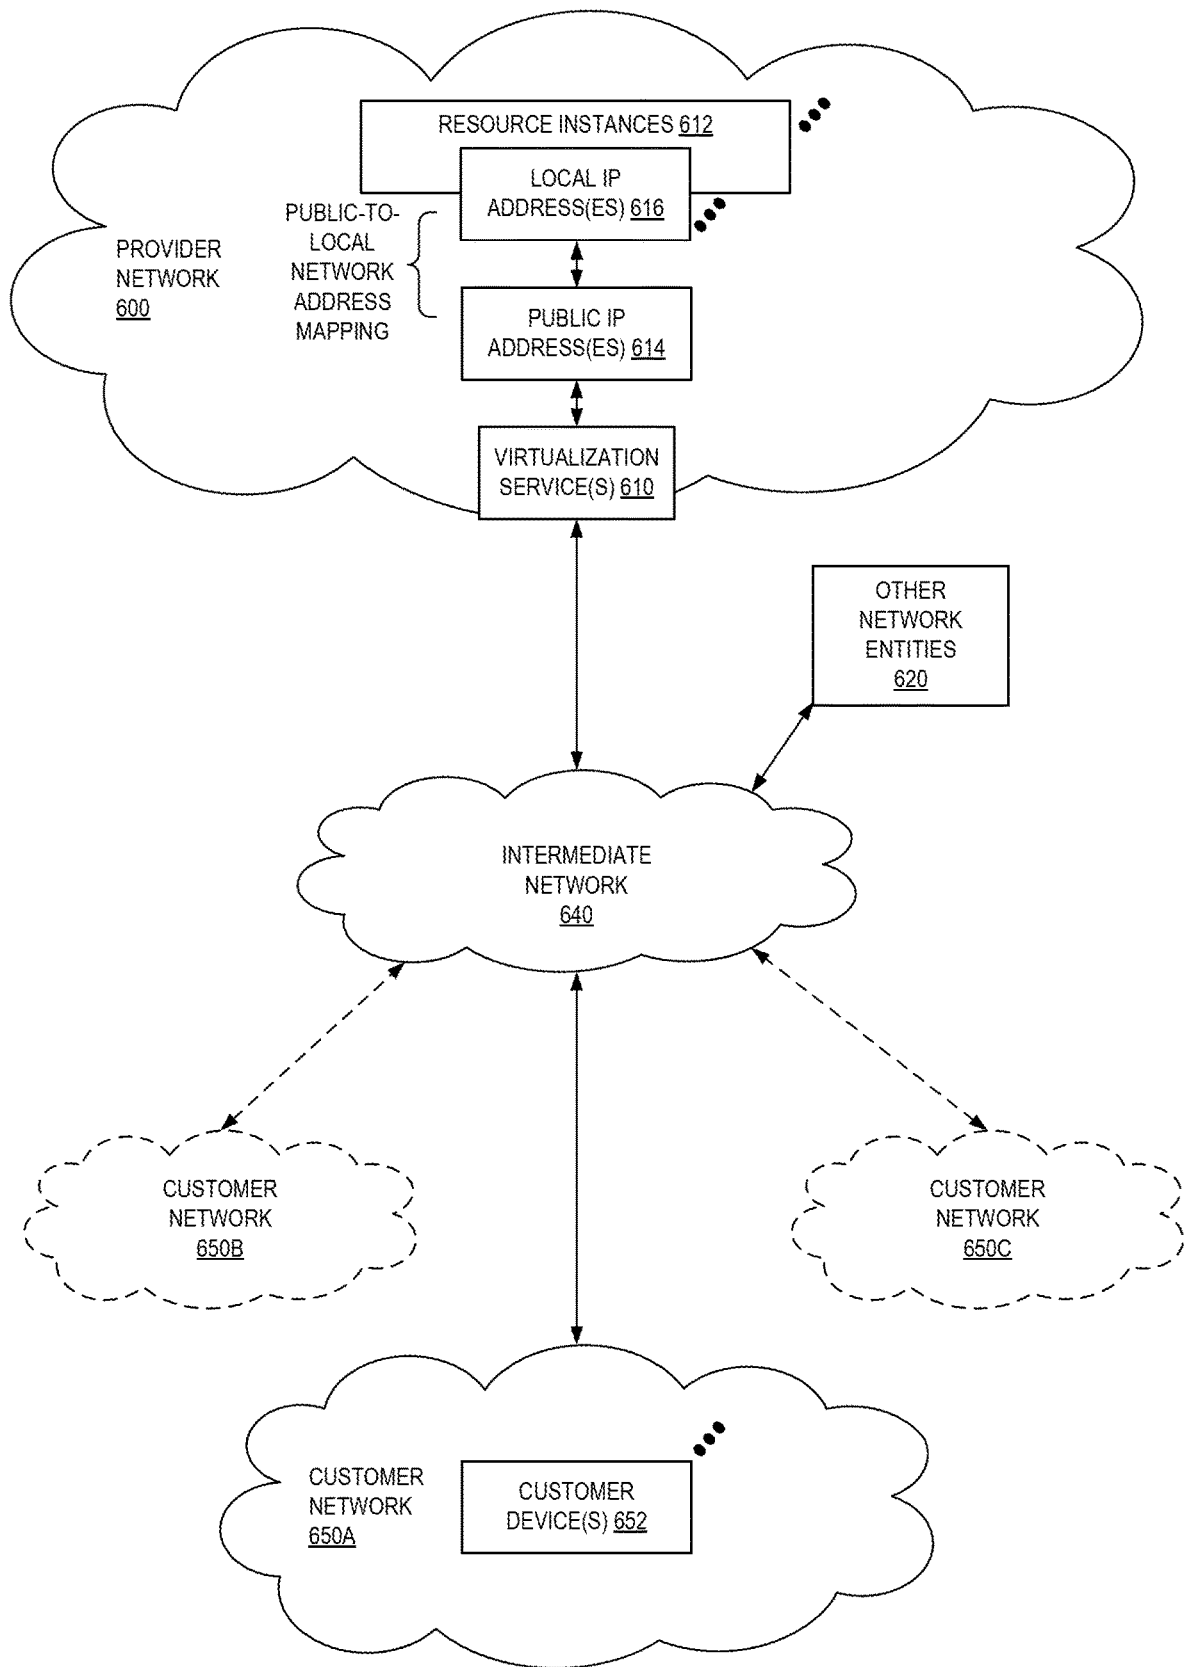 RESOURCE INSTANCES 612
LOCAL IP
ADDRESS(ES) 616
PUBLIC-TO-
LOCAL
NETWORK
ADDRESS
MAPPING
PROVIDER
NETWORK
600
PUBLIC IP
ADDRESS(ES) 614
VIRTUALIZATION
SERVICE(S) 610
OTHER
NETWORK
ENTITIES
620
INTERMEDIATE
NETWORK
640
CUSTOMER
NETWORK
650B
CUSTOMER
NETWORK
650C
CUSTOMER
NETWORK
650A
CUSTOMER
DEVICE(S) 652